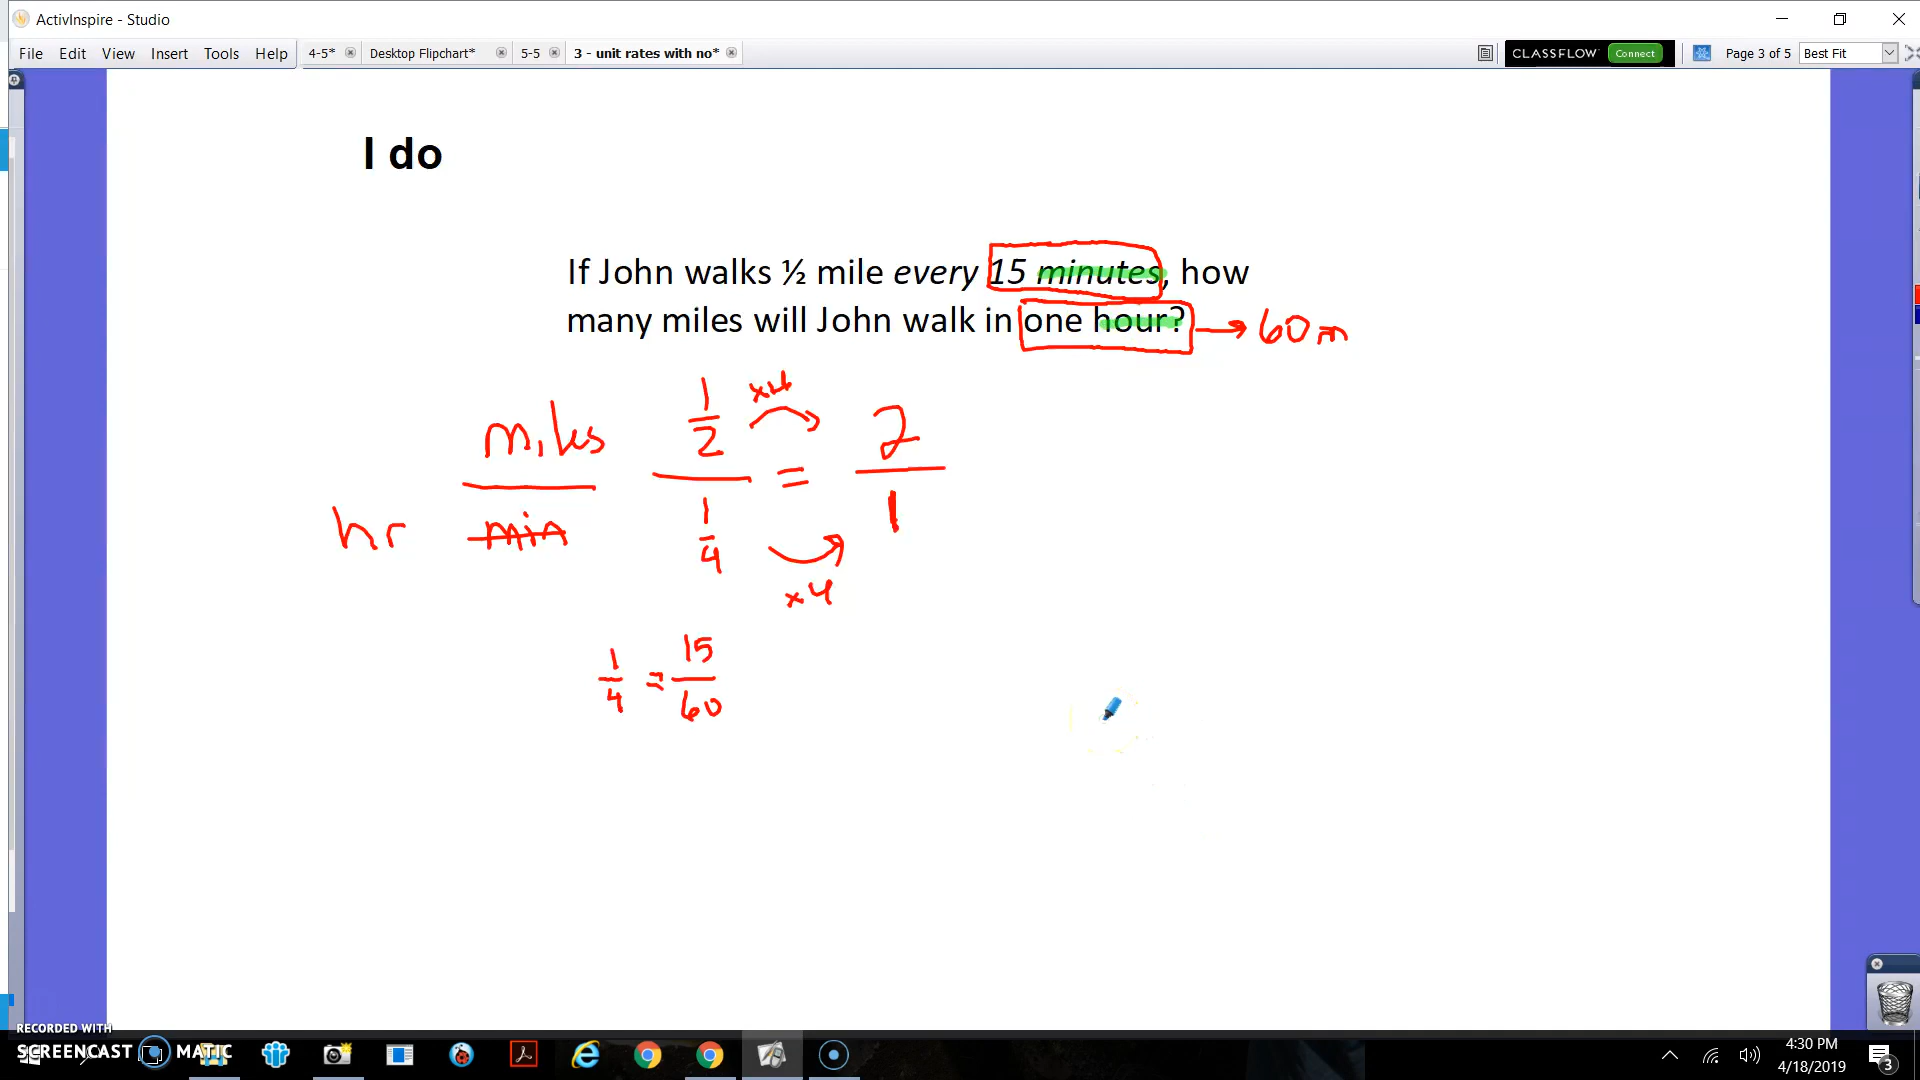 ActivInspire - Studio
File Edit View Insert Tools Help 4-5* Desktop Flipchart* 5-5 3 - unit rates with no* CLASSFLOW Connect Page 3 of 5 Best Fit
I do
If John walks ½ mile every 15 minutes, how
many miles will John walk in one hour? → 60 m
miles 1/2 x4 = 2
hr min 1/4 x4 1
1/4 = 15/60
RECORDED WITH
SCREENCAST MATIC
4:30 PM
4/18/2019
3